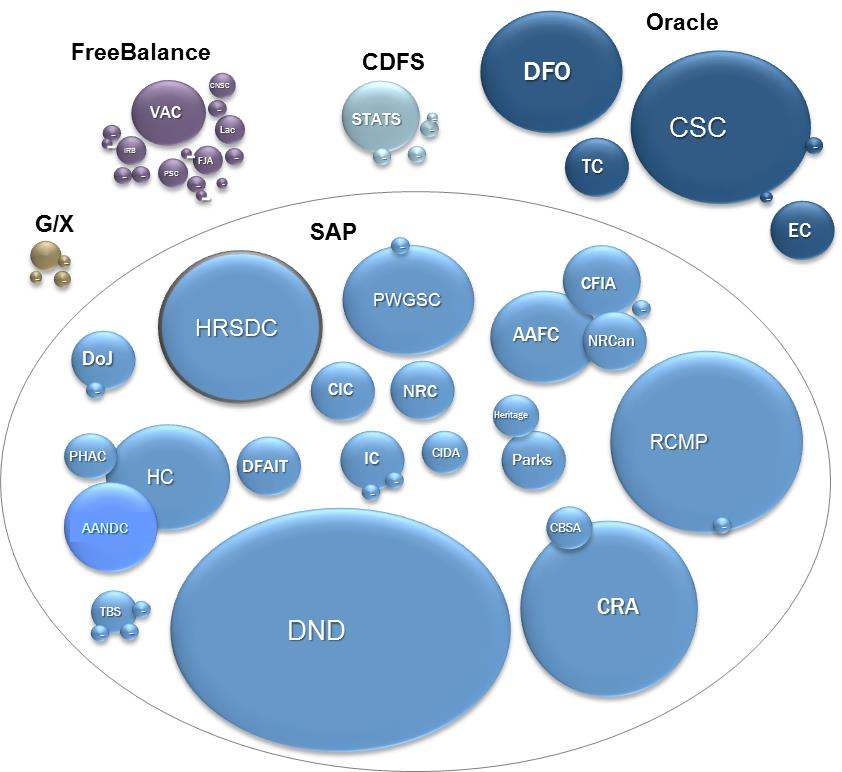 Oracle
FreeBalance
CDFS
DFO
CNSC
VAC
STATS
CSC
Lac
IRB
FJA
TC
PSC
G/X
SAP
EC
CFIA
PWGSC
HRSDC
AAFC
NRCan
DoJ
CIC
NRC
Heritage
RCMP
PHAC
IC
CIDA
Parks
HC
DFAIT
AANDC
CBSA
TBS
CRA
DND